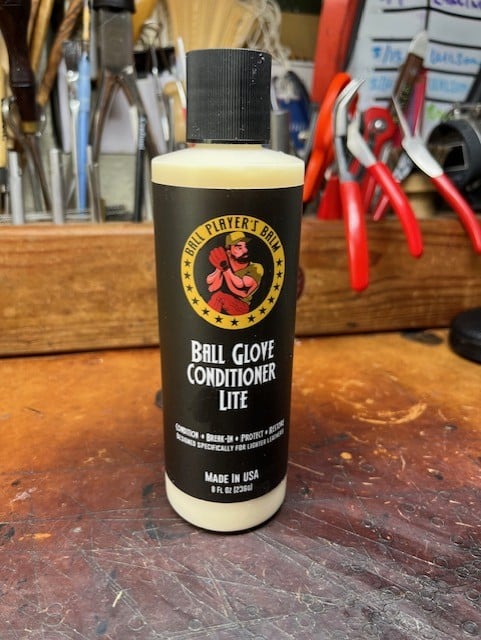 BALL PLAYER'S BALM
BALL GLOVE
CONDITIONER
LITE
CONDITION • BREAK-IN • PROTECT • RESTORE
DESIGNED SPECIFICALLY FOR LIGHTER LEATHERS
MADE IN USA
8 FL OZ (236G)